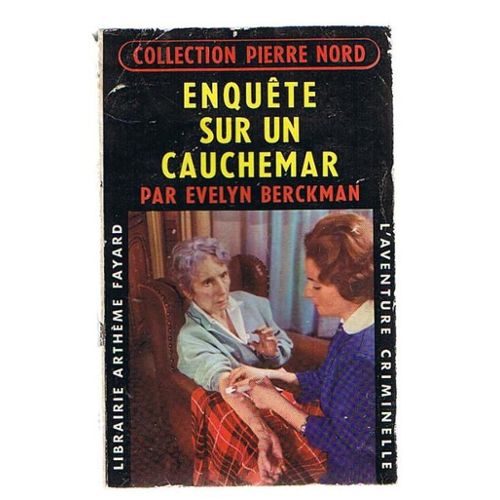 COLLECTION PIERRE NORD
ENQUÊTE
SUR UN
CAUCHEMAR
PAR EVELYN BERCKMAN
LIBRAIRIE ARTHÈME FAYARD
L'AVENTURE CRIMINELLE